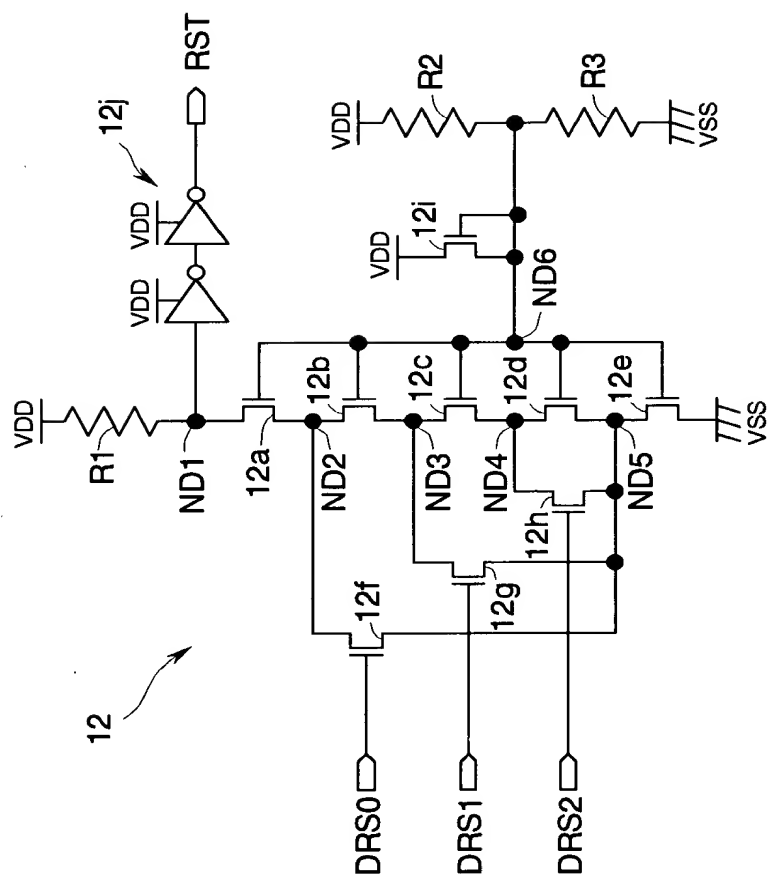 12
VDD
R1
ND1
VDD
VDD
12j
RST
12a
ND2
12b
ND3
12c
ND4
12d
ND5
12e
VSS
ND6
VDD
12i
VDD
R2
R3
VSS
12f
12g
12h
DRS0
DRS1
DRS2